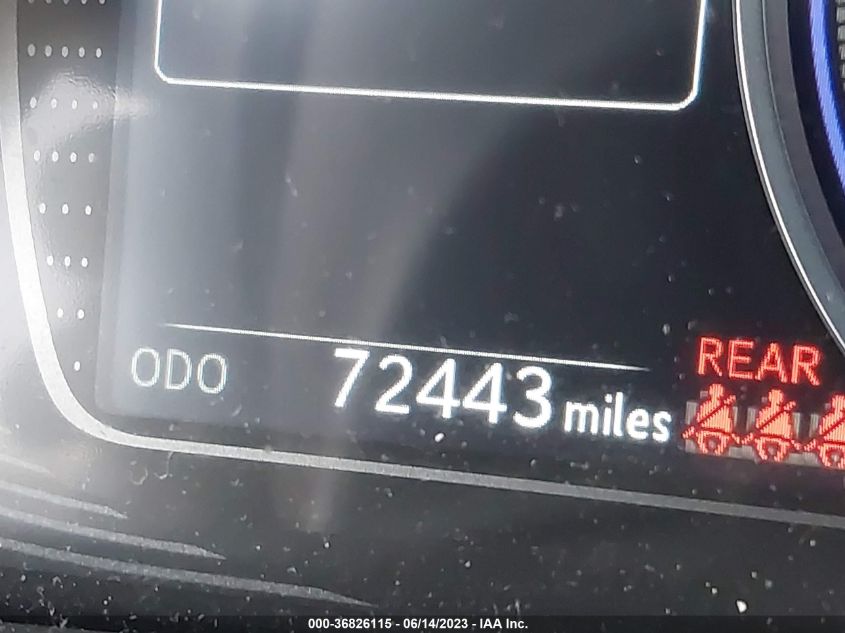 ODO 72443 miles
REAR
000-36826115 - 06/14/2023 - IAA Inc.